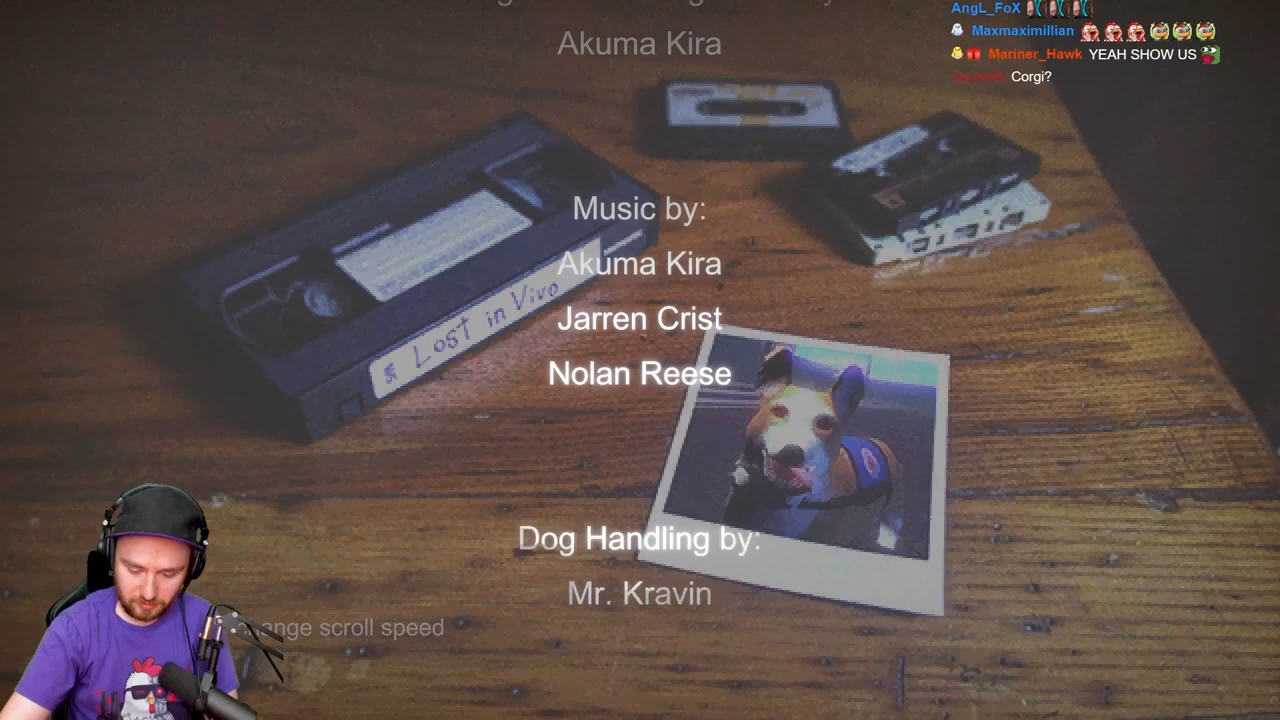 AngL_FoX
Akuma Kira
Maxmaximillian
Mariner_Hawk YEAH SHOW US
Corgi?
Music by:
Akuma Kira
Jarren Crist
Nolan Reese
Lost in Vivo
Dog Handling by:
Mr. Kravin
change scroll speed